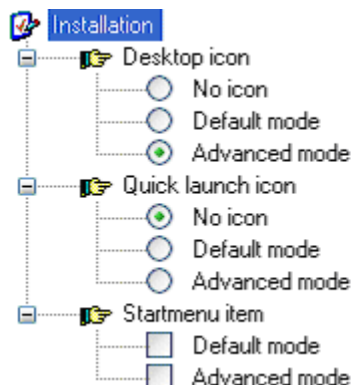 Installation
Desktop icon
No icon
Default mode
Advanced mode
Quick launch icon
No icon
Default mode
Advanced mode
Startmenu item
Default mode
Advanced mode